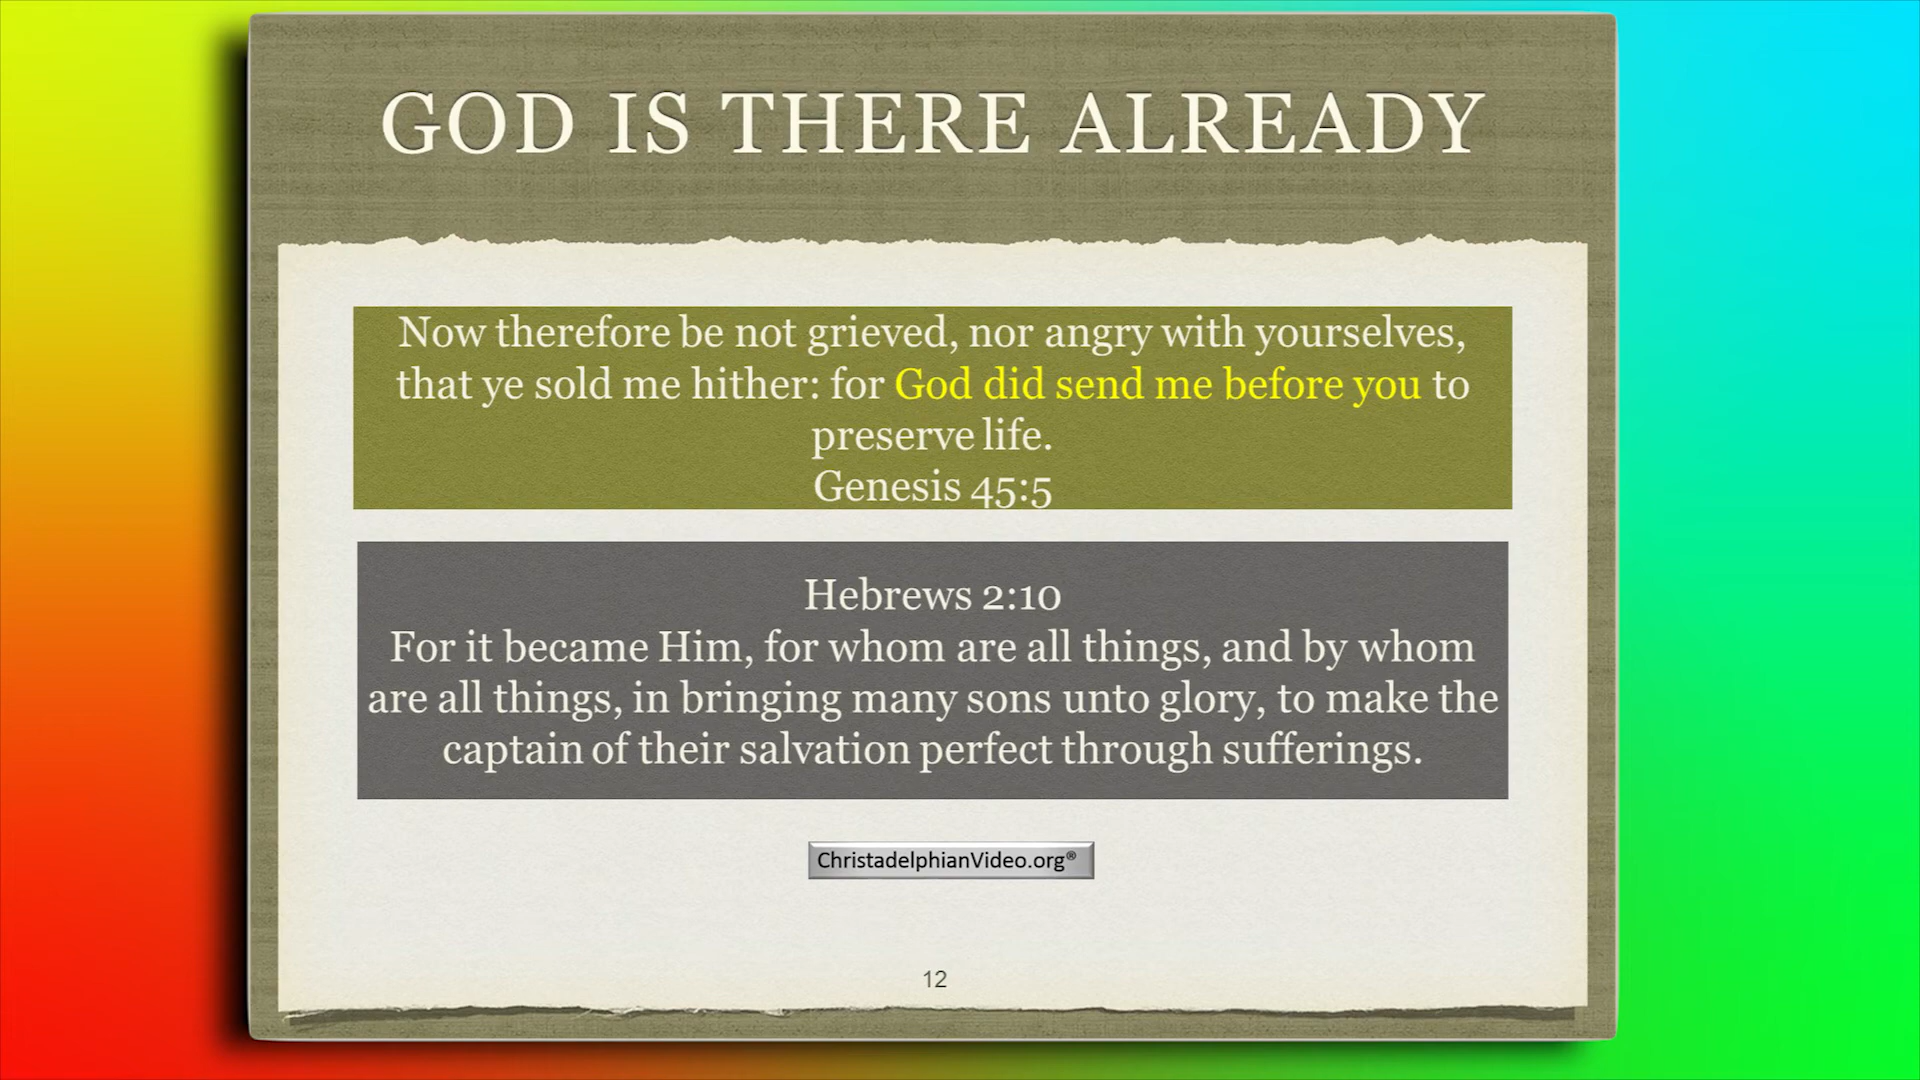 GOD IS THERE ALREADY
Now therefore be not grieved, nor angry with yourselves,
that ye sold me hither: for God did send me before you to
preserve life.
Genesis 45:5
Hebrews 2:10
For it became Him, for whom are all things, and by whom
are all things, in bringing many sons unto glory, to make the
captain of their salvation perfect through sufferings.
ChristadelphianVideo.org®
12